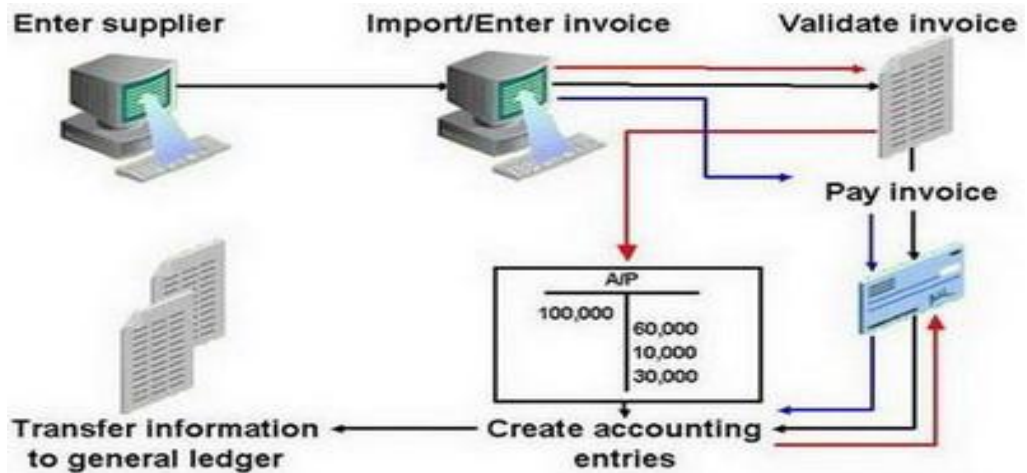 Enter supplier
Import/Enter invoice
Validate invoice
Pay invoice
A/P
100,000
60,000
10,000
30,000
Transfer information
to general ledger
Create accounting
entries